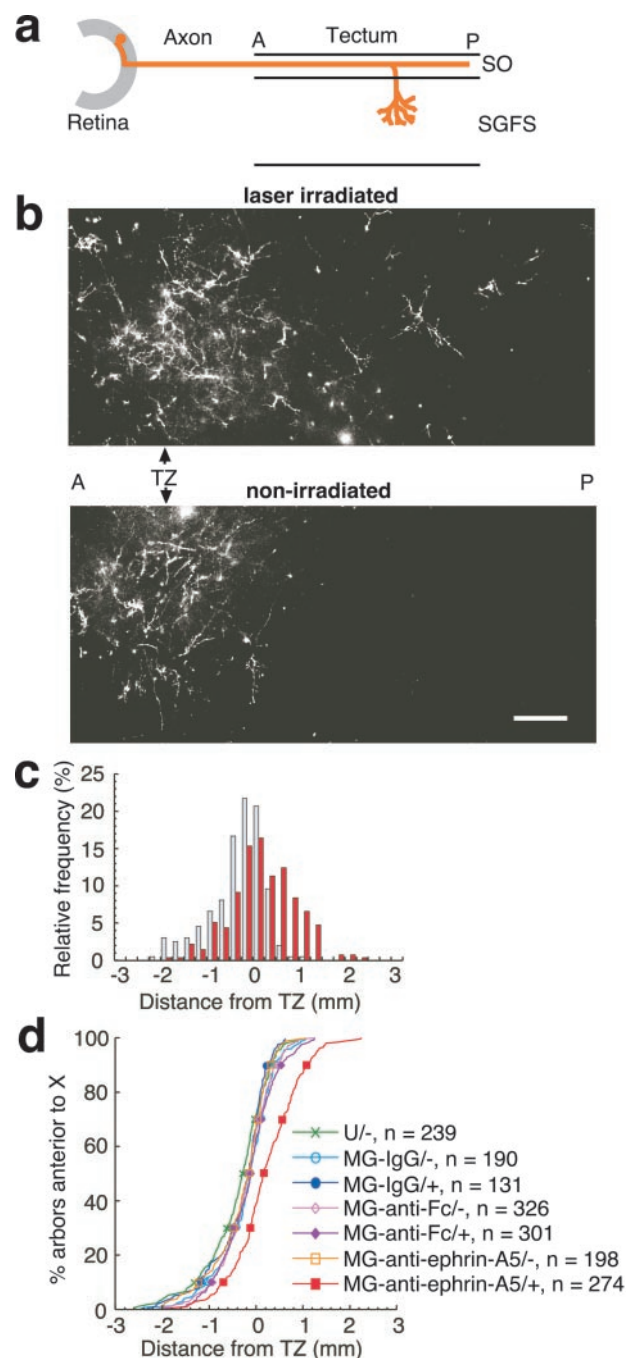 a
Axon A Tectum P
SO
Retina SGFS
b laser irradiated
TZ
A non-irradiated P
c
Relative frequency (%)
25
20
15
10
5
0
-3 -2 -1 0 1 2 3
Distance from TZ (mm)
d
% arbors anterior to X
100
80
60
40
20
0
U/-, n = 239
MG-IgG/-, n = 190
MG-IgG/+, n = 131
MG-anti-Fc/-, n = 326
MG-anti-Fc/+, n = 301
MG-anti-ephrin-A5/-, n = 198
MG-anti-ephrin-A5/+, n = 274
-3 -2 -1 0 1 2 3
Distance from TZ (mm)